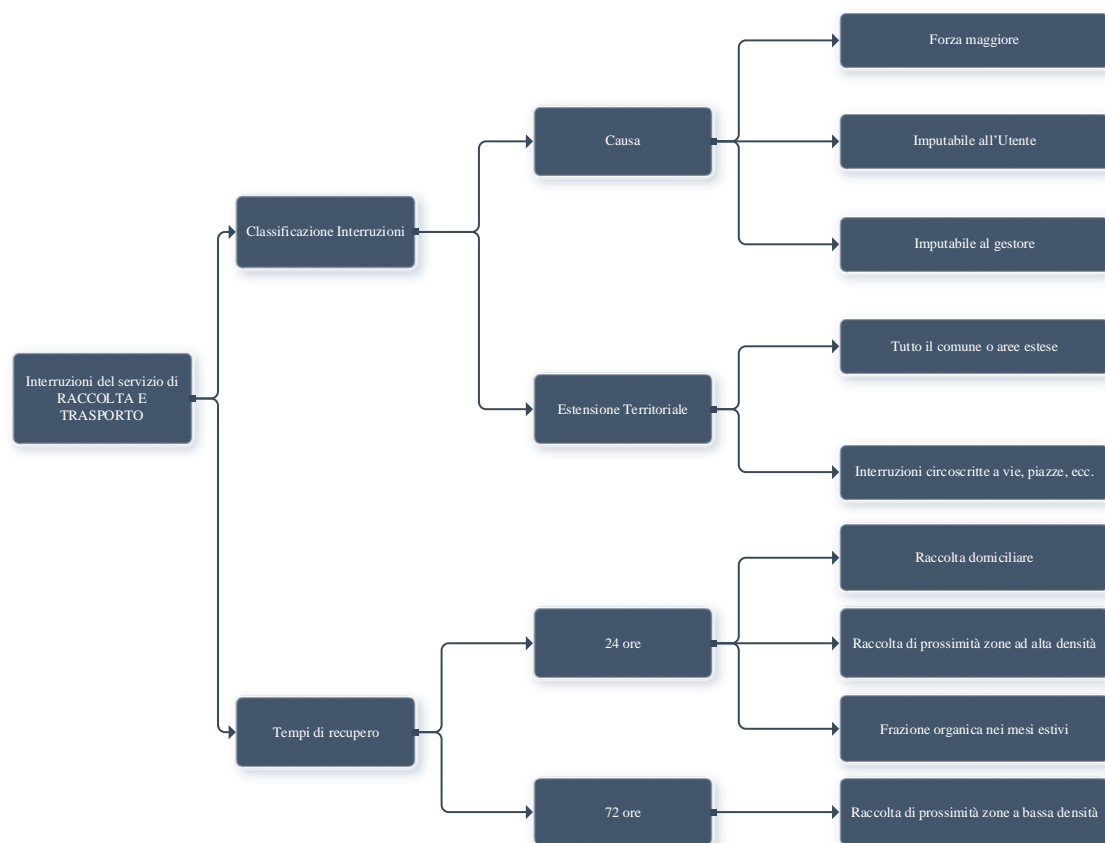 Forza maggiore
Causa
Imputabile all’Utente
Classificazione Interruzioni
Imputabile al gestore
Tutto il comune o aree estese
Interruzioni del servizio di
RACCOLTA E
TRASPORTO
Estensione Territoriale
Interruzioni circoscritte a vie, piazze, ecc.
Raccolta domiciliare
24 ore
Raccolta di prossimità zone ad alta densità
Tempi di recupero
Frazione organica nei mesi estivi
72 ore
Raccolta di prossimità zone a bassa densità